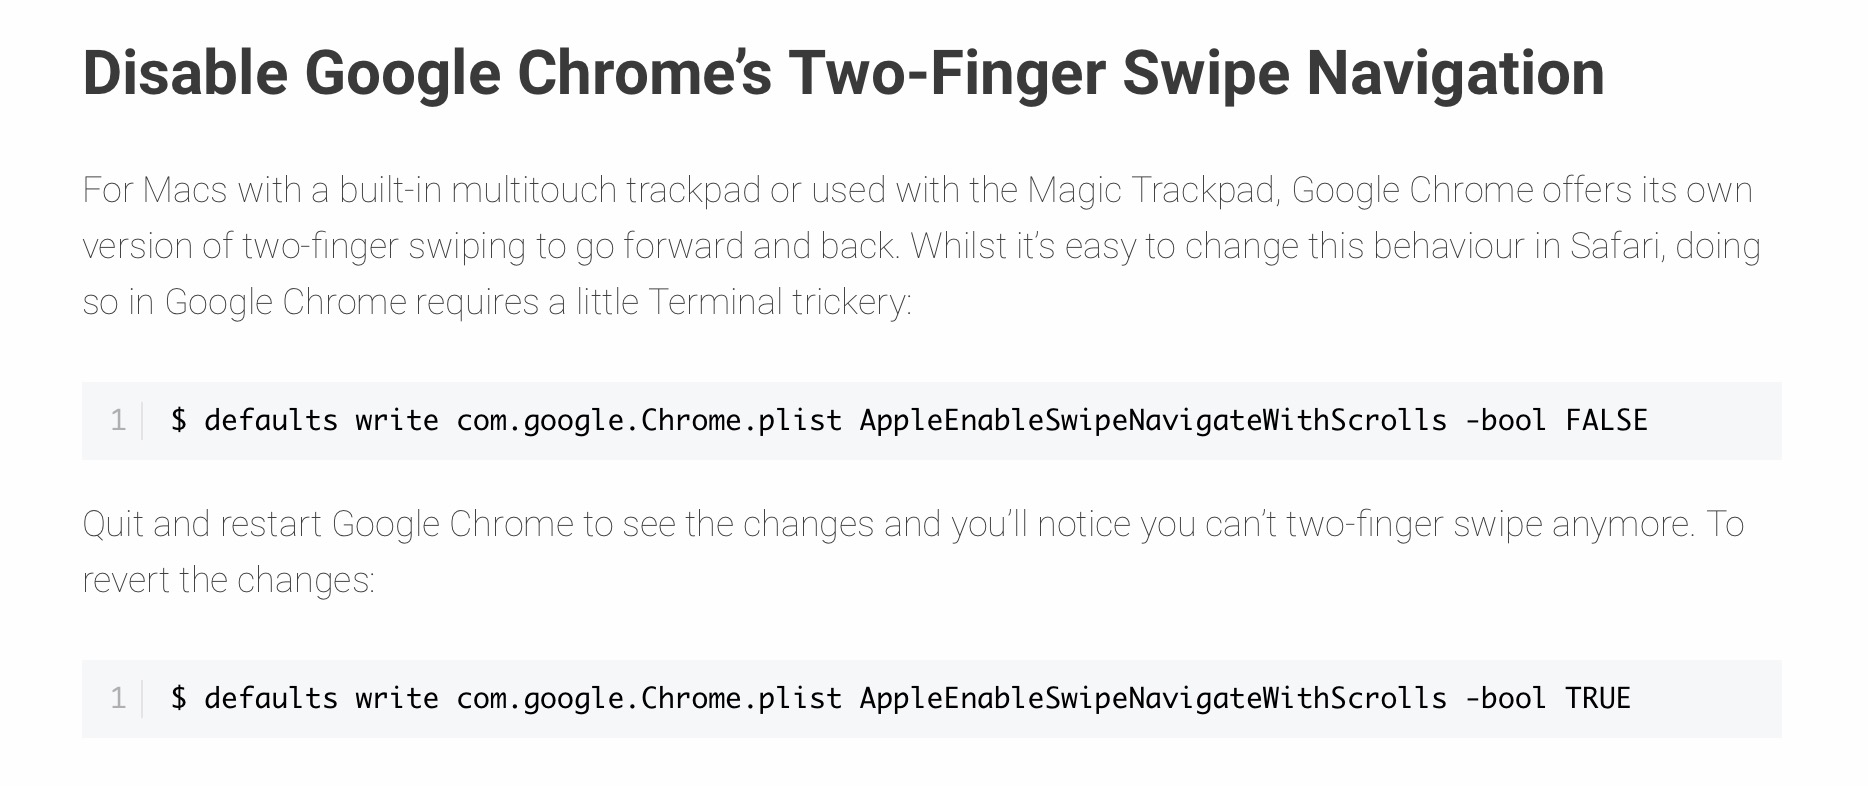 Disable Google Chrome’s Two-Finger Swipe Navigation
For Macs with a built-in multitouch trackpad or used with the Magic Trackpad, Google Chrome offers its own
version of two-finger swiping to go forward and back. Whilst it’s easy to change this behaviour in Safari, doing
so in Google Chrome requires a little Terminal trickery:
1 $ defaults write com.google.Chrome.plist AppleEnableSwipeNavigateWithScrolls -bool FALSE
Quit and restart Google Chrome to see the changes and you’ll notice you can’t two-finger swipe anymore. To
revert the changes:
1 $ defaults write com.google.Chrome.plist AppleEnableSwipeNavigateWithScrolls -bool TRUE